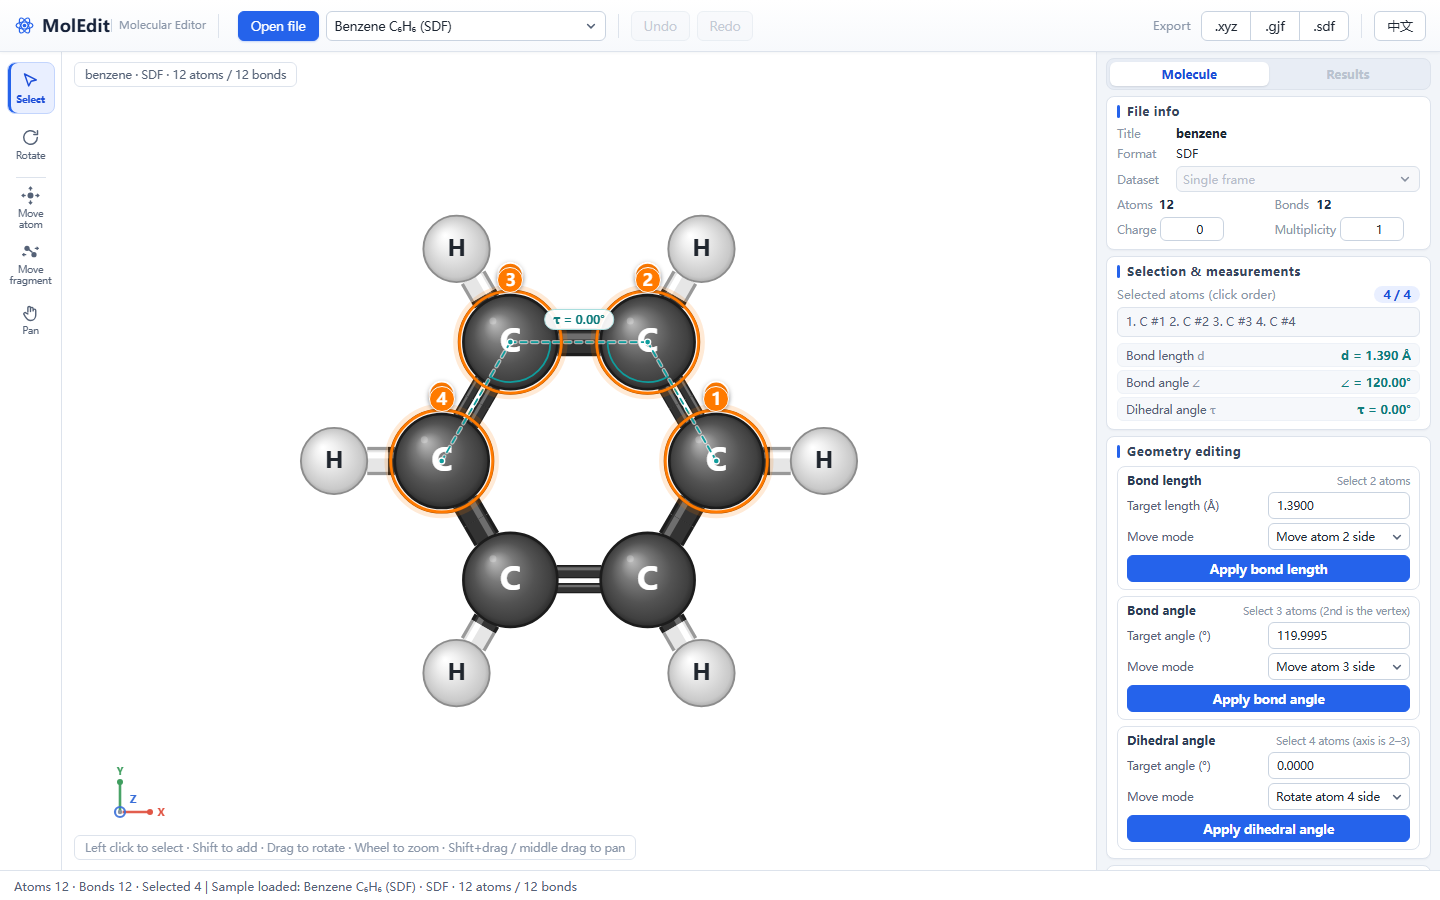 MolEdit Molecular Editor Open file Benzene C₆H₆ (SDF) Undo Redo Export .xyz .gjf .sdf 中文
Select
Rotate
Move
atom
Move
fragment
Pan
benzene · SDF · 12 atoms / 12 bonds
H H
3 2
τ = 0.00°
C C
4 1
H C C H
C C
H H
Y
Z
X
Left click to select · Shift to add · Drag to rotate · Wheel to zoom · Shift+drag / middle drag to pan
Molecule Results
File info
Title benzene
Format SDF
Dataset Single frame
Atoms 12 Bonds 12
Charge 0 Multiplicity 1
Selection & measurements
Selected atoms (click order) 4 / 4
1. C #1 2. C #2 3. C #3 4. C #4
Bond length d d = 1.390 Å
Bond angle ∠ ∠ = 120.00°
Dihedral angle τ τ = 0.00°
Geometry editing
Bond length Select 2 atoms
Target length (Å) 1.3900
Move mode Move atom 2 side
Apply bond length
Bond angle Select 3 atoms (2nd is the vertex)
Target angle (°) 119.9995
Move mode Move atom 3 side
Apply bond angle
Dihedral angle Select 4 atoms (axis is 2–3)
Target angle (°) 0.0000
Move mode Rotate atom 4 side
Apply dihedral angle
Atoms 12 · Bonds 12 · Selected 4 | Sample loaded: Benzene C₆H₆ (SDF) · SDF · 12 atoms / 12 bonds